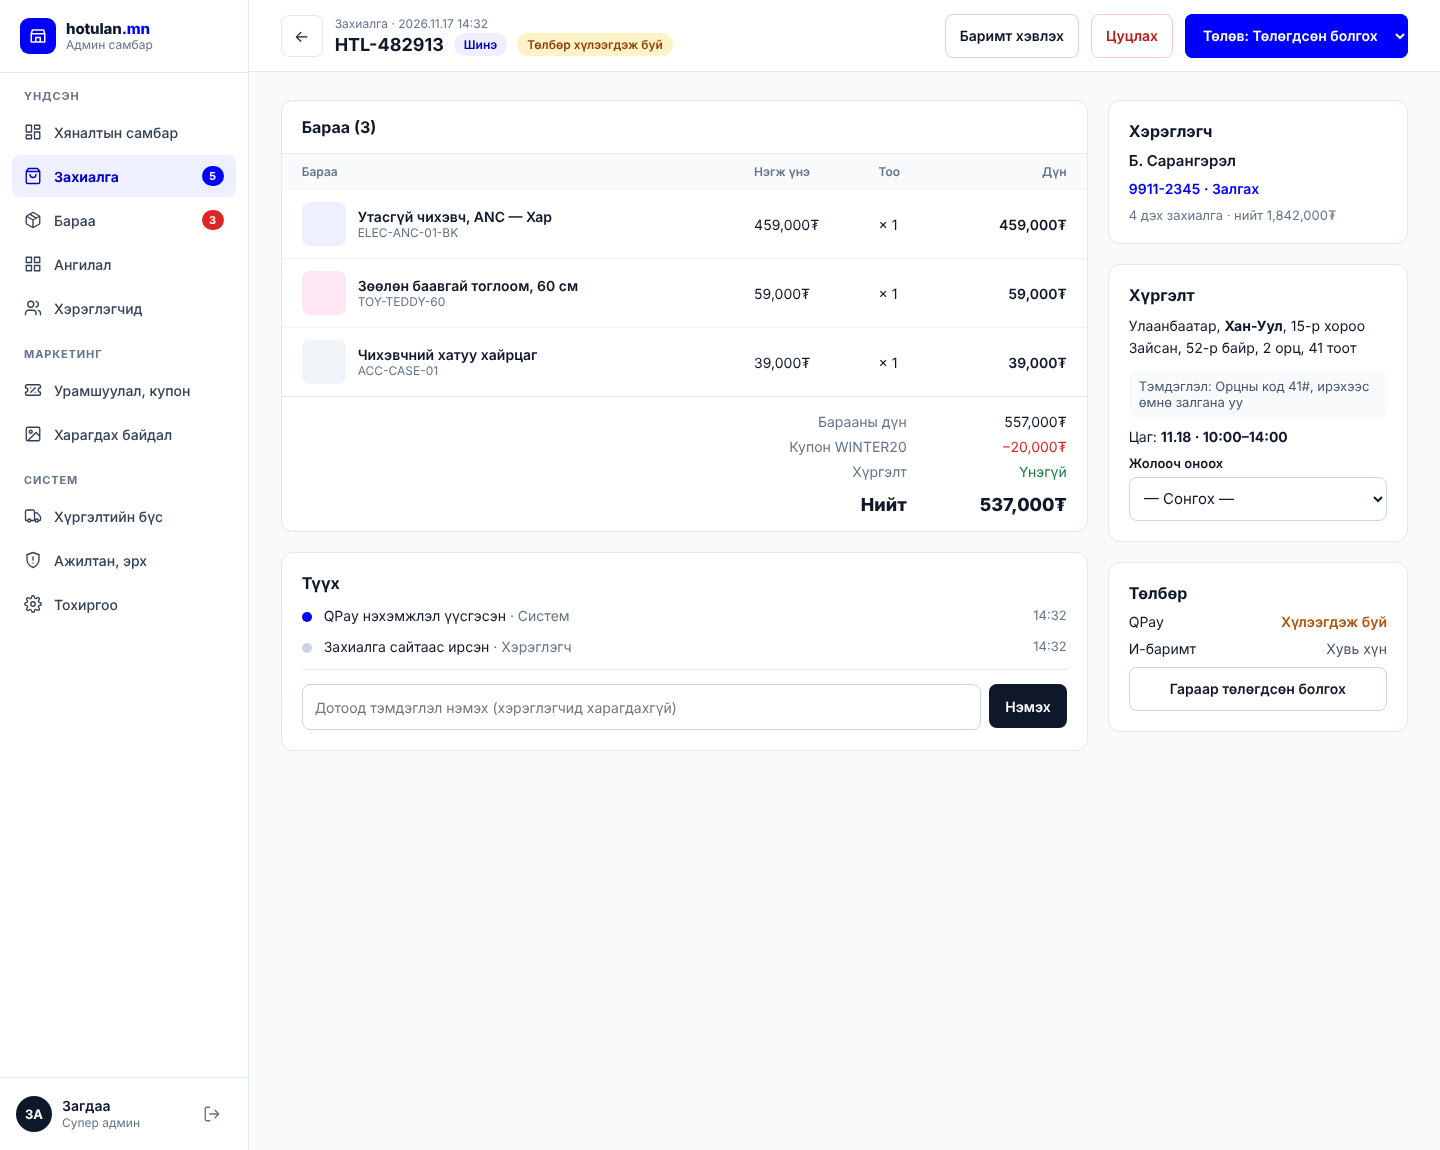 hotulan.mn
Админ самбар
ҮНДСЭН
Хяналтын самбар
Захиалга 5
Бараа 3
Ангилал
Хэрэглэгчид
МАРКЕТИНГ
Урамшуулал, купон
Харагдах байдал
СИСТЕМ
Хүргэлтийн бүс
Ажилтан, эрх
Тохиргоо
ЗА
Загдаа
Супер админ
Захиалга · 2026.11.17 14:32
HTL-482913 Шинэ Төлбөр хүлээгдэж буй
Баримт хэвлэх Цуцлах Төлөв: Төлөгдсөн болгох
Бараа (3)
Бараа Нэгж үнэ Тоо Дүн
Утасгүй чихэвч, ANC — Хар
ELEC-ANC-01-BK
459,000₮ × 1 459,000₮
Зөөлөн баавгай тоглоом, 60 см
TOY-TEDDY-60
59,000₮ × 1 59,000₮
Чихэвчний хатуу хайрцаг
ACC-CASE-01
39,000₮ × 1 39,000₮
Барааны дүн 557,000₮
Купон WINTER20 −20,000₮
Хүргэлт Үнэгүй
Нийт 537,000₮
Түүх
QPay нэхэмжлэл үүсгэсэн · Систем 14:32
Захиалга сайтаас ирсэн · Хэрэглэгч 14:32
Дотоод тэмдэглэл нэмэх (хэрэглэгчид харагдахгүй) Нэмэх
Хэрэглэгч
Б. Сарангэрэл
9911-2345 · Залгах
4 дэх захиалга · нийт 1,842,000₮
Хүргэлт
Улаанбаатар, Хан-Уул, 15-р хороо
Зайсан, 52-р байр, 2 орц, 41 тоот
Тэмдэглэл: Орцны код 41#, ирэхээс
өмнө залгана уу
Цаг: 11.18 · 10:00–14:00
Жолооч оноох
— Сонгох —
Төлбөр
QPay Хүлээгдэж буй
И-баримт Хувь хүн
Гараар төлөгдсөн болгох